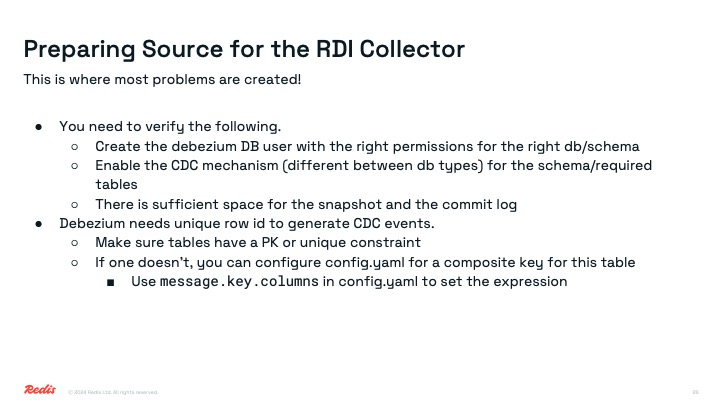 Preparing Source for the RDI Collector
This is where most problems are created!
● You need to verify the following.
○ Create the debezium DB user with the right permissions for the right db/schema
○ Enable the CDC mechanism (different between db types) for the schema/required
tables
○ There is sufficient space for the snapshot and the commit log
● Debezium needs unique row id to generate CDC events.
○ Make sure tables have a PK or unique constraint
○ If one doesn't, you can configure config.yaml for a composite key for this table
■ Use message.key.columns in config.yaml to set the expression
Redis
© 2024 Redis Ltd. All rights reserved.